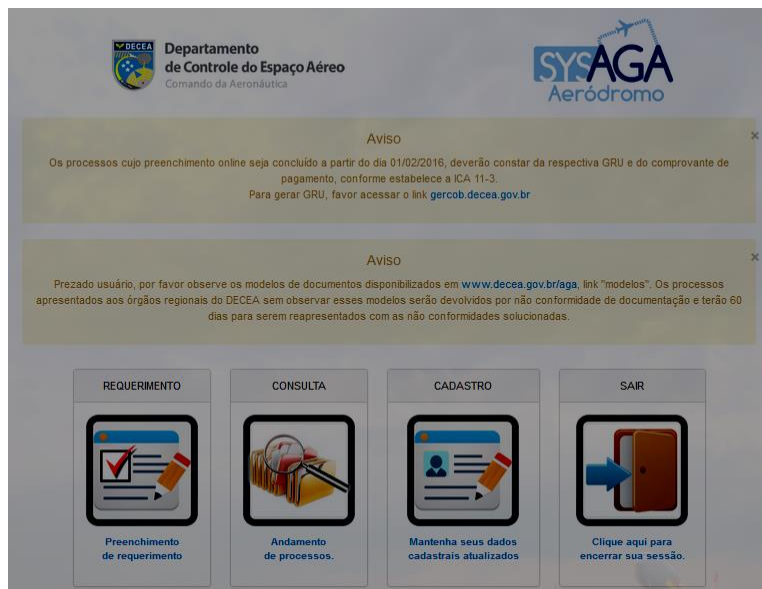 DECEA
Departamento
de Controle do Espaço Aéreo
Comando da Aeronáutica
SYSAGA
Aeródromo
Aviso
×
Os processos cujo preenchimento online seja concluído a partir do dia 01/02/2016, deverão constar da respectiva GRU e do comprovante de
pagamento, conforme estabelece a ICA 11-3.
Para gerar GRU, favor acessar o link gercob.decea.gov.br
Aviso
×
Prezado usuário, por favor observe os modelos de documentos disponibilizados em www.decea.gov.br/aga, link "modelos". Os processos
apresentados aos órgãos regionais do DECEA sem observar esses modelos serão devolvidos por não conformidade de documentação e terão 60
dias para serem reapresentados com as não conformidades solucionadas.
REQUERIMENTO
Preenchimento
de requerimento
CONSULTA
Andamento
de processos.
CADASTRO
Mantenha seus dados
cadastrais atualizados
SAIR
Clique aqui para
encerrar sua sessão.